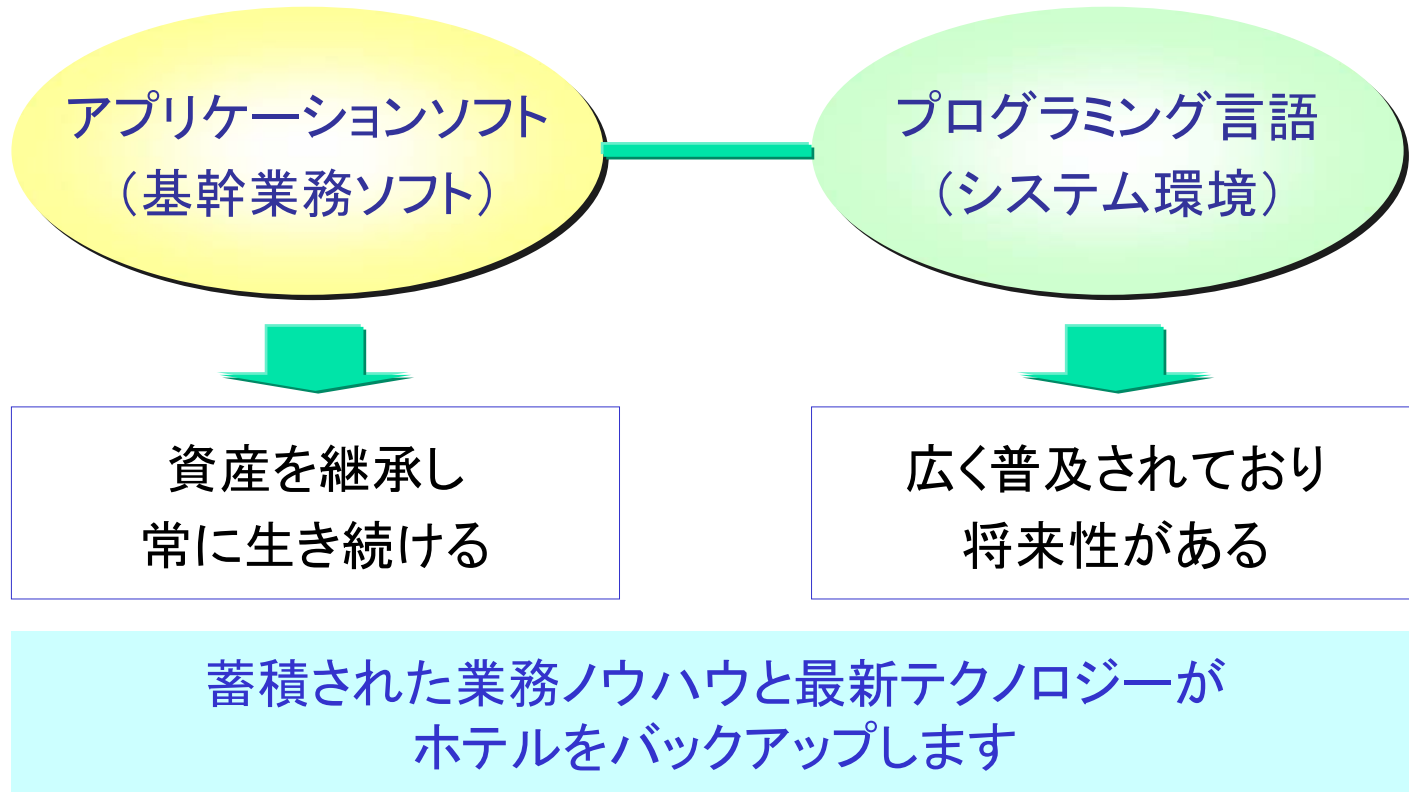 アプリケーションソフト
（基幹業務ソフト）
プログラミング言語
（システム環境）
資産を継承し
常に生き続ける
広く普及されており
将来性がある
蓄積された業務ノウハウと最新テクノロジーが
ホテルをバックアップします